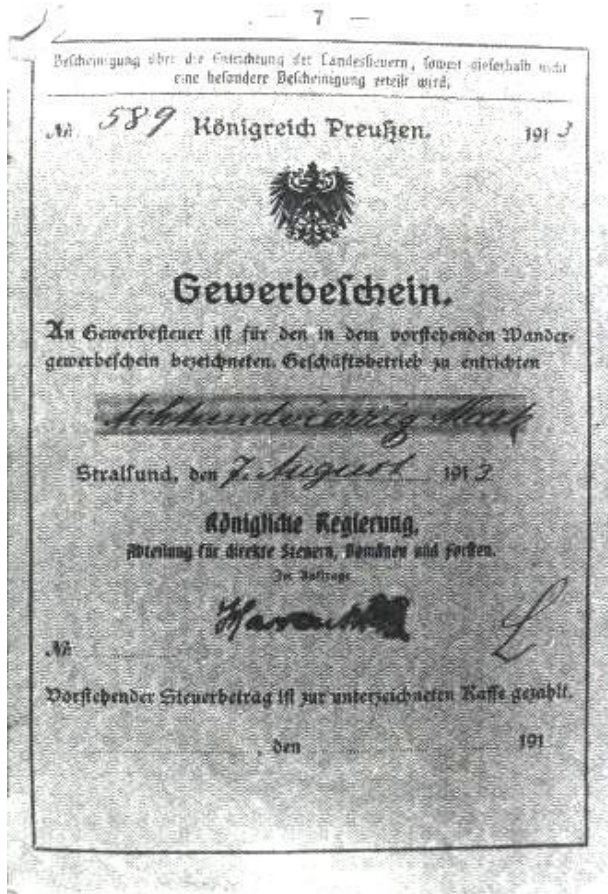 — 7 —
Bescheinigung über die Entrichtung der Landessteuern, soweit dieserhalb nicht
eine besondere Bescheinigung erteilt wird.
№ 589 Königreich Preußen. 1913
Gewerbeschein.
An Gewerbesteuer ist für den in dem vorstehenden Wander-
gewerbeschein bezeichneten Geschäftsbetrieb zu entrichten
Achtundvierzig Mark
Stralsund, den 7. August 1913
Königliche Regierung,
Abteilung für direkte Steuern, Domänen und Forsten.
Im Auftrage
№
Vorstehender Steuerbetrag ist zur unterzeichneten Kasse gezahlt.
, den 191